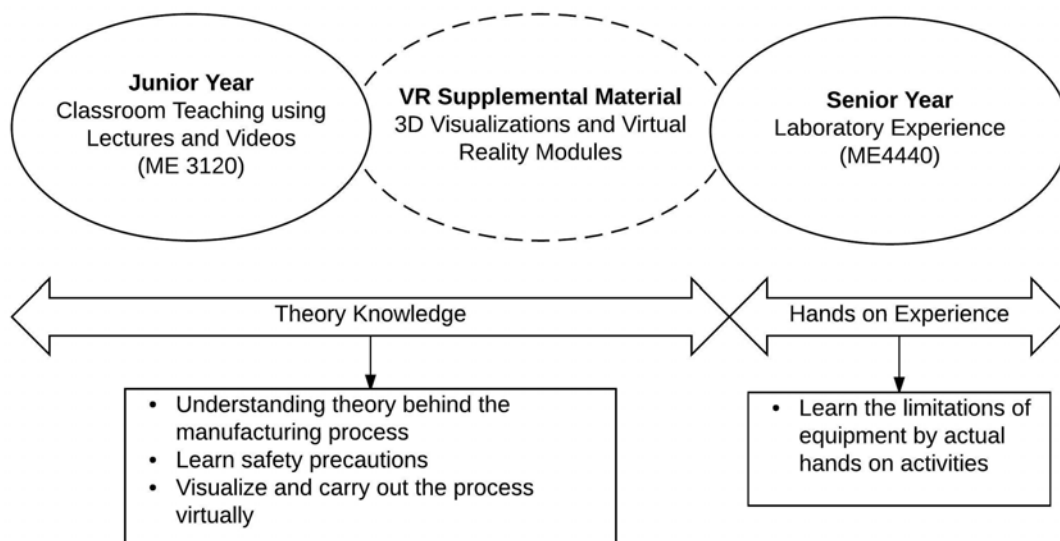 Junior Year
Classroom Teaching using
Lectures and Videos
(ME 3120)
VR Supplemental Material
3D Visualizations and Virtual
Reality Modules
Senior Year
Laboratory Experience
(ME4440)
Theory Knowledge
Hands on Experience
• Understanding theory behind the
manufacturing process
• Learn safety precautions
• Visualize and carry out the process
virtually
• Learn the limitations of
equipment by actual
hands on activities